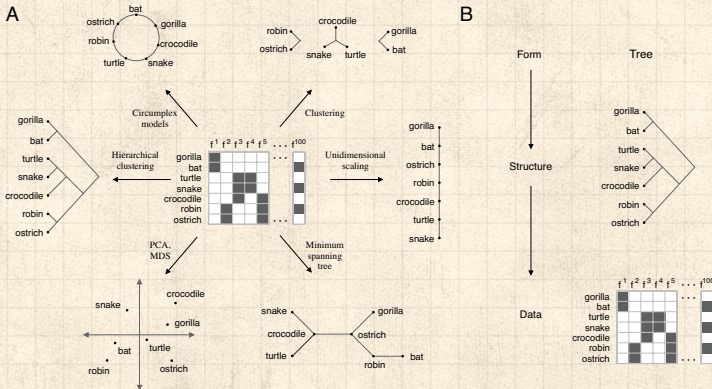 A
bat
ostrich
gorilla
robin
crocodile
turtle
snake
Circumplex
models
robin
ostrich
crocodile
snake
turtle
gorilla
bat
Clustering
gorilla
bat
turtle
snake
crocodile
robin
ostrich
Hierarchical
clustering
f1 f2 f3 f4 f5 ... f100
gorilla
bat
turtle
snake
crocodile
robin
ostrich
...
Unidimensional
scaling
gorilla
bat
ostrich
robin
crocodile
turtle
snake
PCA,
MDS
snake
crocodile
gorilla
bat
turtle
robin
ostrich
Minimum
spanning
tree
snake
gorilla
crocodile
ostrich
turtle
robin
bat
B
Form
Tree
Structure
gorilla
bat
turtle
snake
crocodile
robin
ostrich
Data
f1 f2 f3 f4 f5 ... f100
gorilla
bat
turtle
snake
crocodile
robin
ostrich
...